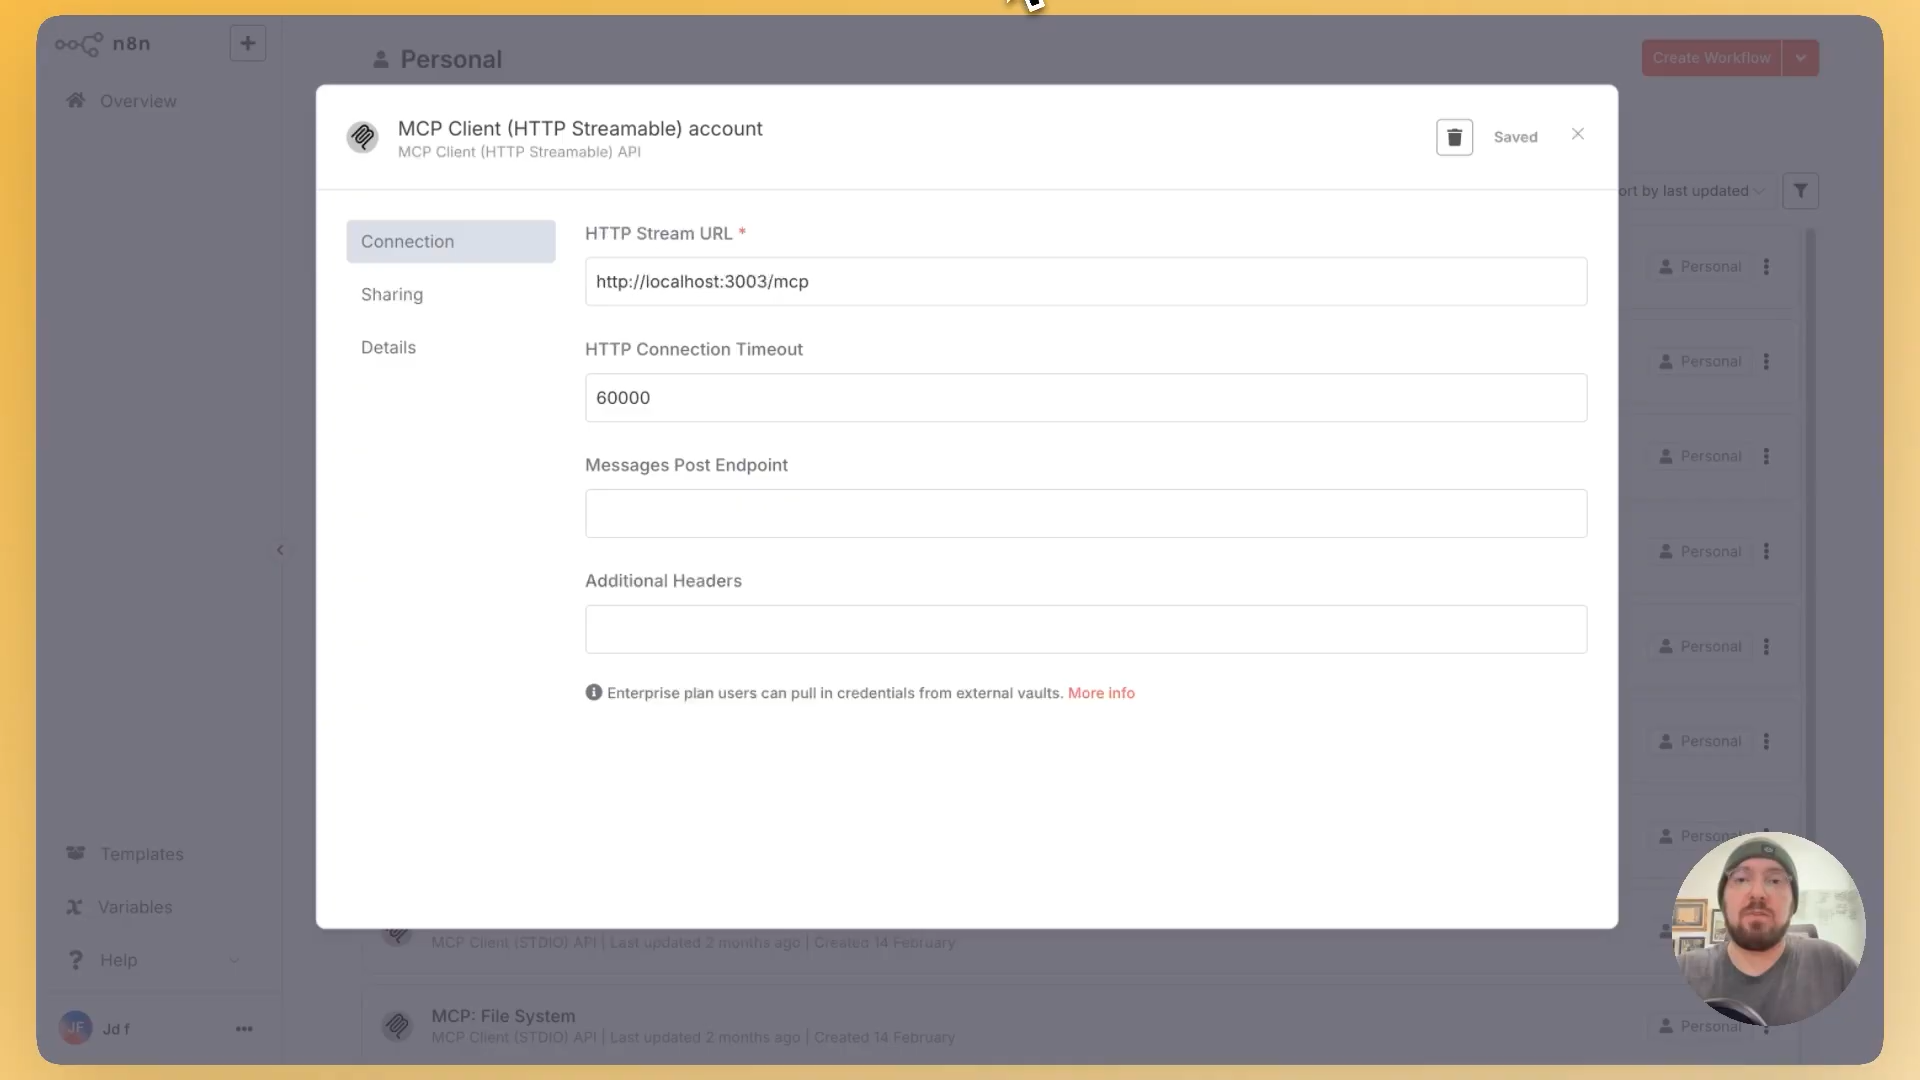 n8n
Personal
Create Workflow
Overview
MCP Client (HTTP Streamable) account
MCP Client (HTTP Streamable) API
Saved
ort by last updated
Connection
Sharing
Details
HTTP Stream URL *
http://localhost:3003/mcp
HTTP Connection Timeout
60000
Messages Post Endpoint
Additional Headers
Enterprise plan users can pull in credentials from external vaults. More info
Personal
Personal
Personal
Personal
Personal
Personal
Personal
Templates
Variables
Help
MCP Client (STDIO) API | Last updated 2 months ago | Created 14 February
MCP: File System
MCP Client (STDIO) API | Last updated 2 months ago | Created 14 February
Personal
JF
Jd f